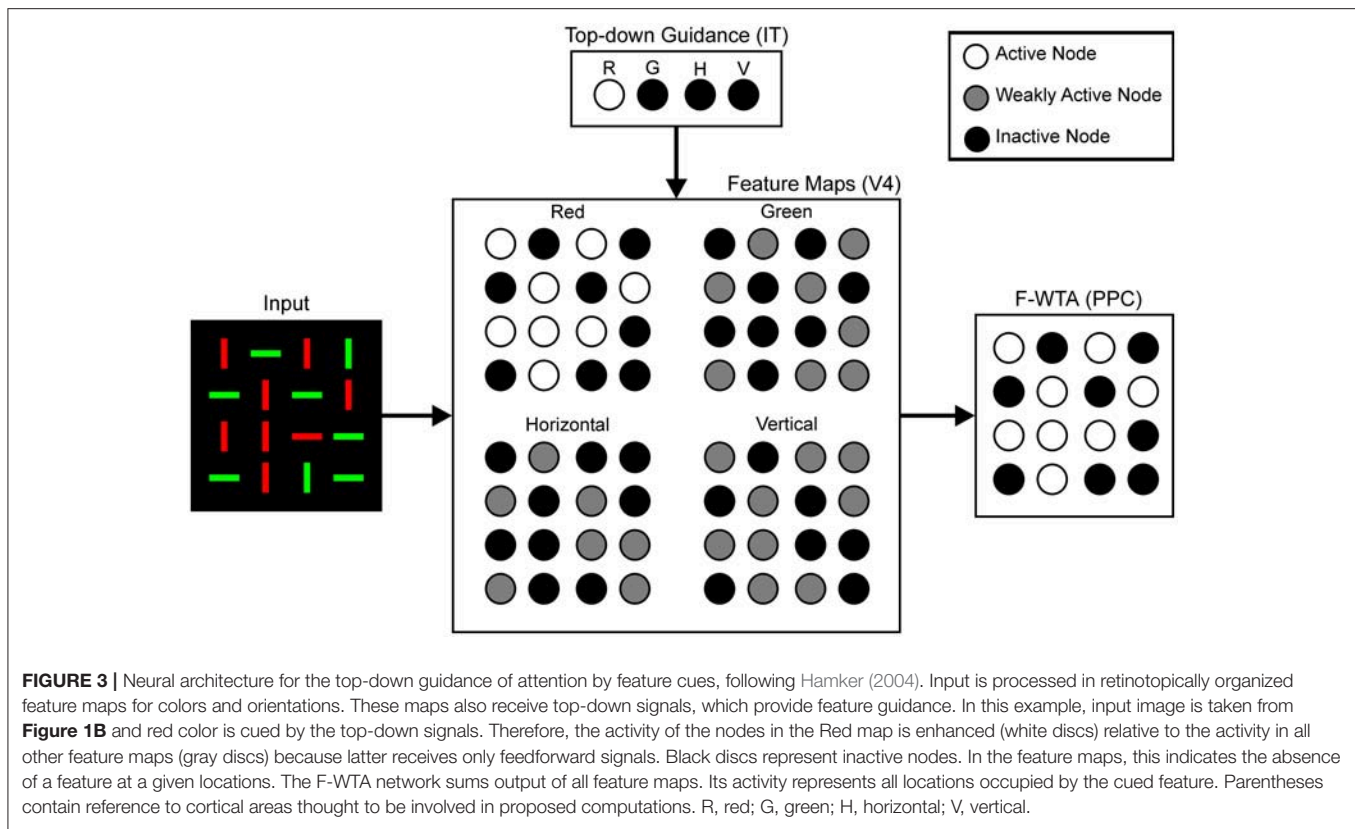 Top-down Guidance (IT)
R G H V
Active Node
Weakly Active Node
Inactive Node
Feature Maps (V4)
Red Green
Input
F-WTA (PPC)
Horizontal Vertical
FIGURE 3 | Neural architecture for the top-down guidance of attention by feature cues, following Hamker (2004). Input is processed in retinotopically organized
feature maps for colors and orientations. These maps also receive top-down signals, which provide feature guidance. In this example, input image is taken from
Figure 1B and red color is cued by the top-down signals. Therefore, the activity of the nodes in the Red map is enhanced (white discs) relative to the activity in all
other feature maps (gray discs) because latter receives only feedforward signals. Black discs represent inactive nodes. In the feature maps, this indicates the absence
of a feature at a given locations. The F-WTA network sums output of all feature maps. Its activity represents all locations occupied by the cued feature. Parentheses
contain reference to cortical areas thought to be involved in proposed computations. R, red; G, green; H, horizontal; V, vertical.